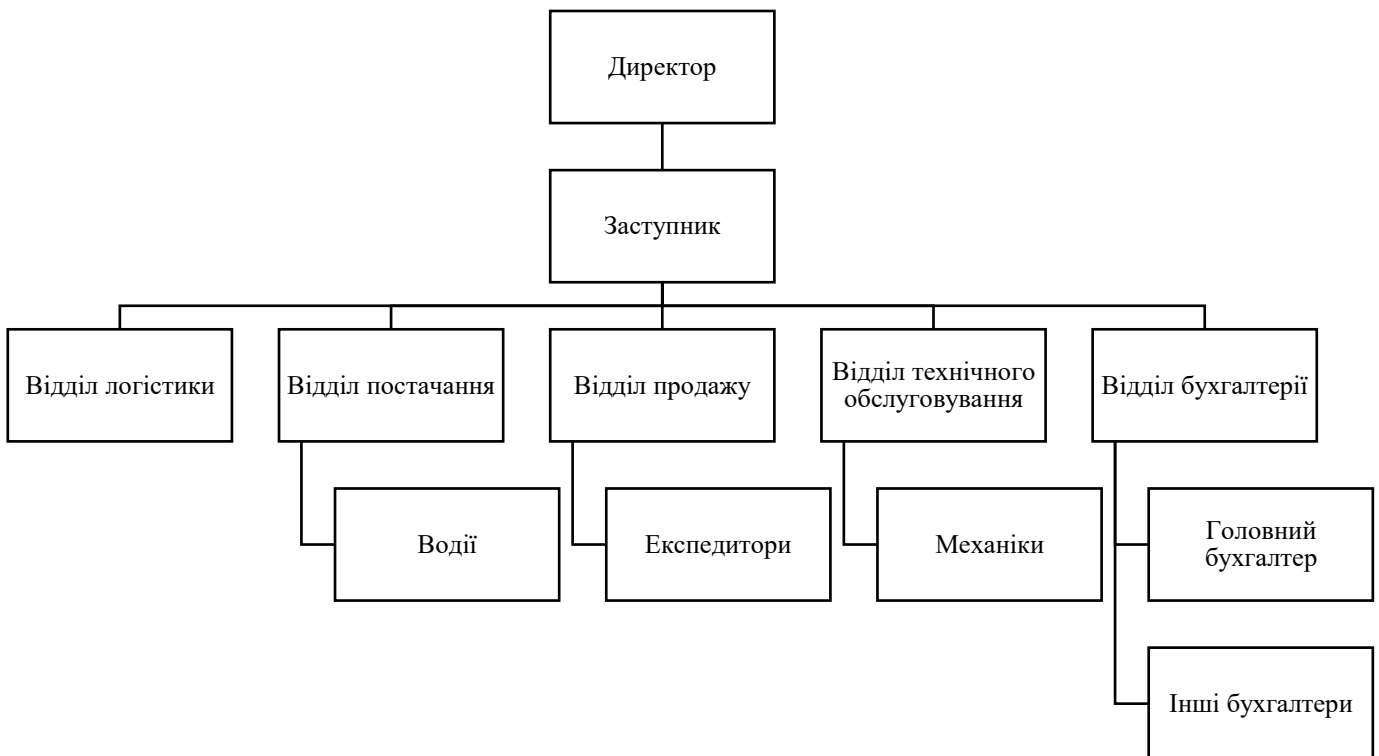 Директор
Заступник
Відділ логістики
Відділ постачання
Відділ продажу
Відділ технічного
обслуговування
Відділ бухгалтерії
Водії
Експедитори
Механіки
Головний
бухгалтер
Інші бухгалтери